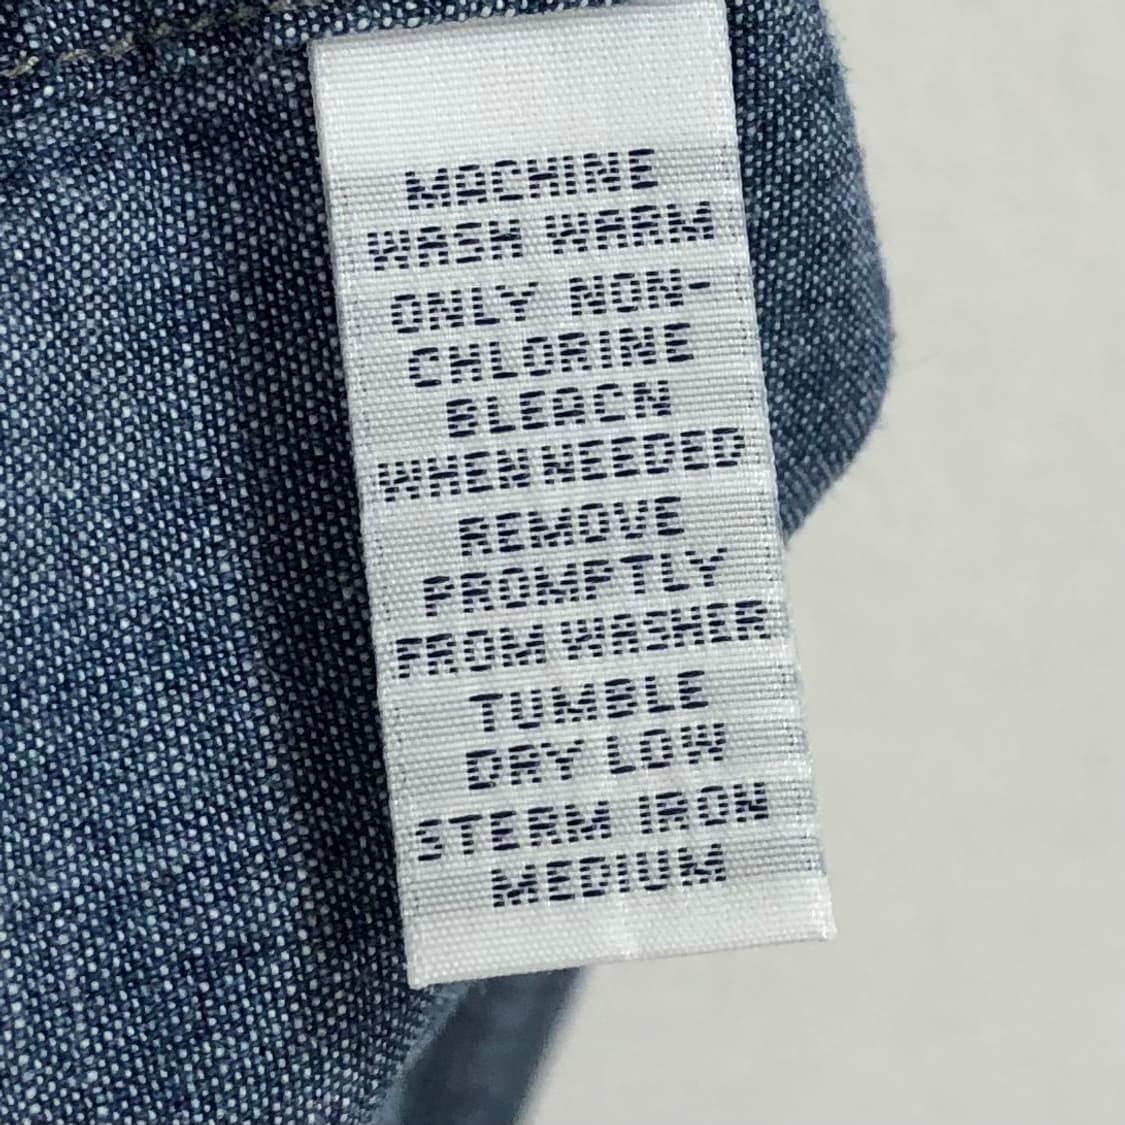 MACHINE
WASH WARM
ONLY NON-
CHLORINE
BLEACN
WHEN NEEDED
REMOVE
PROMPTLY
FROM WASHER
TUMBLE
DRY LOW
STERM IRON
MEDIUM